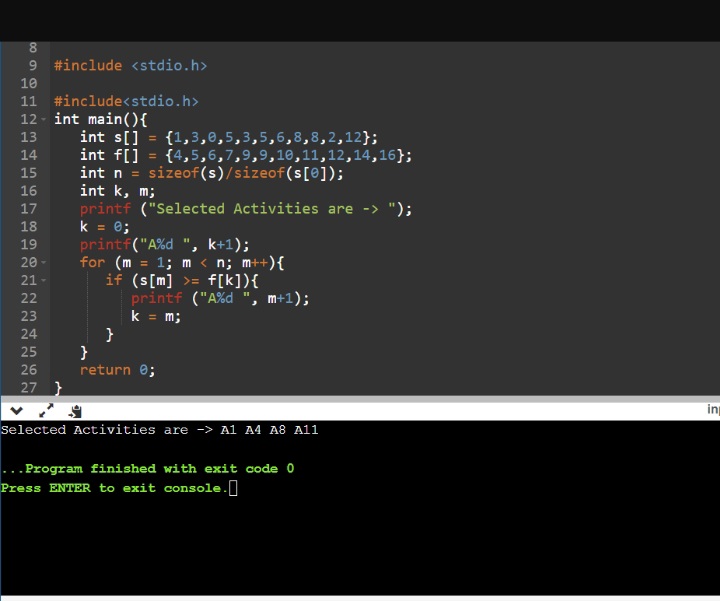 8
9 #include <stdio.h>
10
11 #include<stdio.h>
12 int main(){
13 int s[] = {1,3,0,5,3,5,6,8,8,2,12};
14 int f[] = {4,5,6,7,9,9,10,11,12,14,16};
15 int n = sizeof(s)/sizeof(s[0]);
16 int k, m;
17 printf ("Selected Activities are -> ");
18 k = 0;
19 printf("A%d ", k+1);
20 for (m = 1; m < n; m++){
21 if (s[m] >= f[k]){
22 printf ("A%d ", m+1);
23 k = m;
24 }
25 }
26 return 0;
27 }
Selected Activities are -> A1 A4 A8 A11
...Program finished with exit code 0
Press ENTER to exit console.